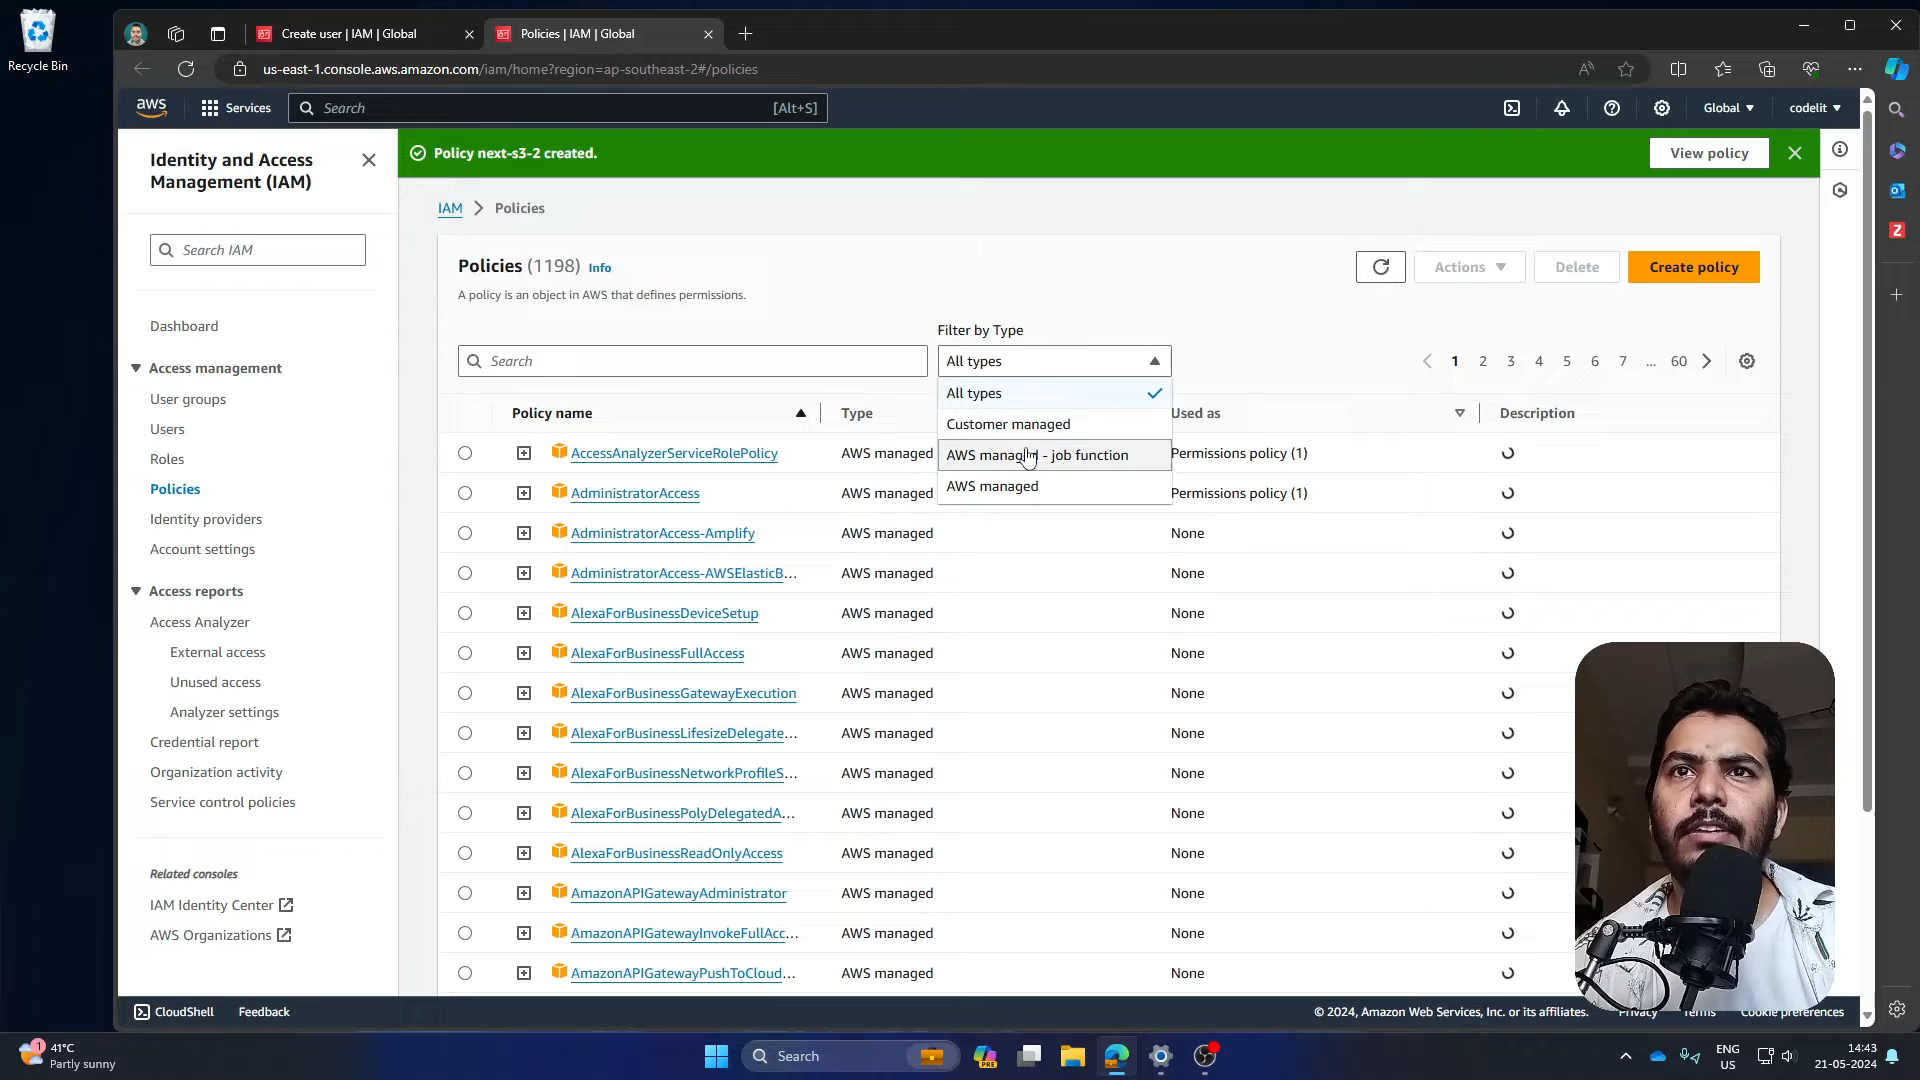 Recycle Bin
Create user | IAM | Global
Policies | IAM | Global
us-east-1.console.aws.amazon.com/iam/home?region=ap-southeast-2#/policies
aws
Services
Search
[Alt+S]
Global
codelit
Identity and Access
Management (IAM)
Search IAM
Dashboard
Access management
User groups
Users
Roles
Policies
Identity providers
Account settings
Access reports
Access Analyzer
External access
Unused access
Analyzer settings
Credential report
Organization activity
Service control policies
Related consoles
IAM Identity Center
AWS Organizations
Policy next-s3-2 created.
View policy
IAM > Policies
Policies (1198) Info
A policy is an object in AWS that defines permissions.
Actions
Delete
Create policy
Filter by Type
Search
All types
1 2 3 4 5 6 7 ... 60
All types
Customer managed
AWS managed - job function
AWS managed
Policy name
Type
Used as
Description
AccessAnalyzerServiceRolePolicy AWS managed Permissions policy (1)
AdministratorAccess AWS managed Permissions policy (1)
AdministratorAccess-Amplify AWS managed None
AdministratorAccess-AWSElasticB... AWS managed None
AlexaForBusinessDeviceSetup AWS managed None
AlexaForBusinessFullAccess AWS managed None
AlexaForBusinessGatewayExecution AWS managed None
AlexaForBusinessLifesizeDelegate... AWS managed None
AlexaForBusinessNetworkProfileS... AWS managed None
AlexaForBusinessPolyDelegatedA... AWS managed None
AlexaForBusinessReadOnlyAccess AWS managed None
AmazonAPIGatewayAdministrator AWS managed None
AmazonAPIGatewayInvokeFullAcc... AWS managed None
AmazonAPIGatewayPushToCloud... AWS managed None
CloudShell
Feedback
© 2024, Amazon Web Services, Inc. or its affiliates.
Privacy
Terms
Cookie preferences
1
41°C
Partly sunny
Search
PRE
ENG
US
14:43
21-05-2024